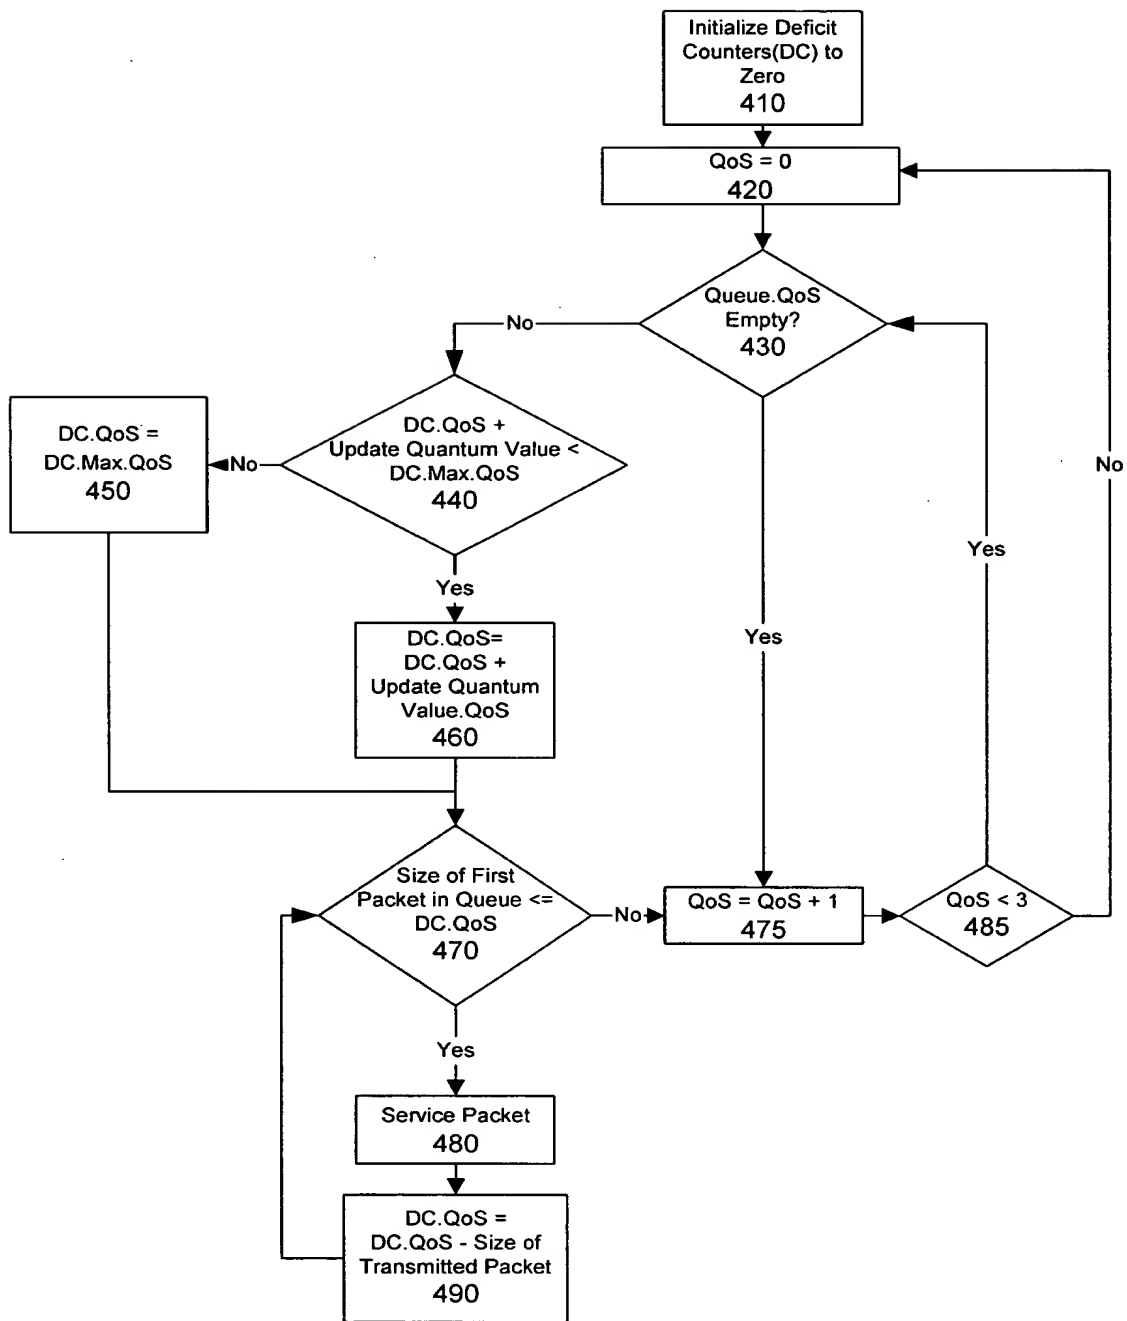 Initialize Deficit
Counters(DC) to
Zero
410
QoS = 0
420
Queue.QoS
Empty?
430
No
DC.QoS +
Update Quantum Value <
DC.Max.QoS
440
No
DC.QoS =
DC.Max.QoS
450
Yes
DC.QoS=
DC.QoS +
Update Quantum
Value.QoS
460
Yes
Yes
No
Size of First
Packet in Queue <=
DC.QoS
470
No
QoS = QoS + 1
475
QoS < 3
485
Yes
Service Packet
480
DC.QoS =
DC.QoS - Size of
Transmitted Packet
490